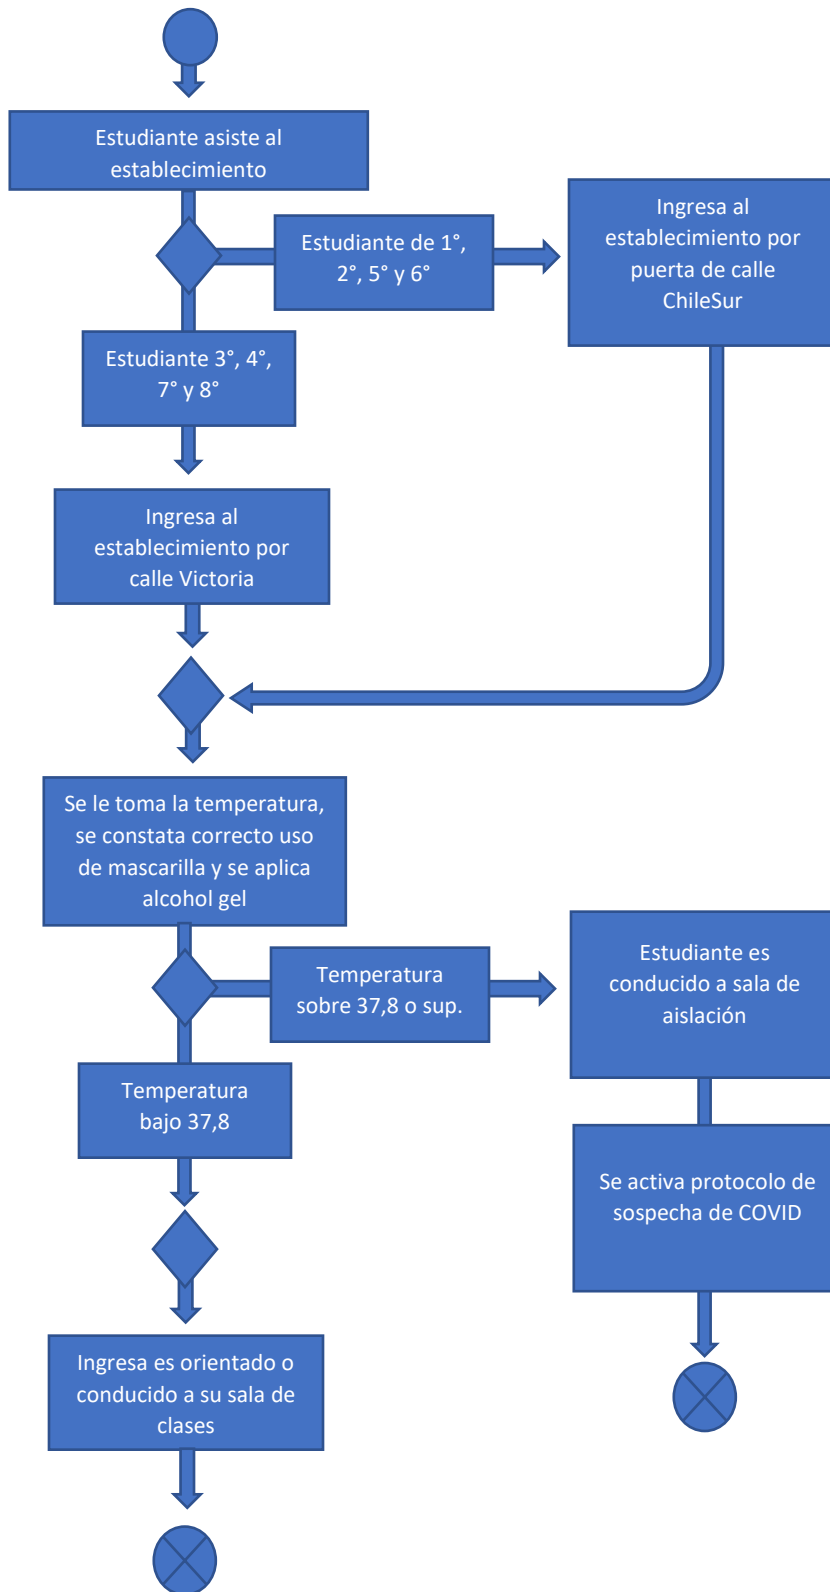 Estudiante asiste al
establecimiento
Estudiante de 1°,
2°, 5° y 6°
Ingresa al
establecimiento por
puerta de calle
ChileSur
Estudiante 3°, 4°,
7° y 8°
Ingresa al
establecimiento por
calle Victoria
Se le toma la temperatura,
se constata correcto uso
de mascarilla y se aplica
alcohol gel
Temperatura
sobre 37,8 o sup.
Estudiante es
conducido a sala de
aislación
Temperatura
bajo 37,8
Se activa protocolo de
sospecha de COVID
Ingresa es orientado o
conducido a su sala de
clases